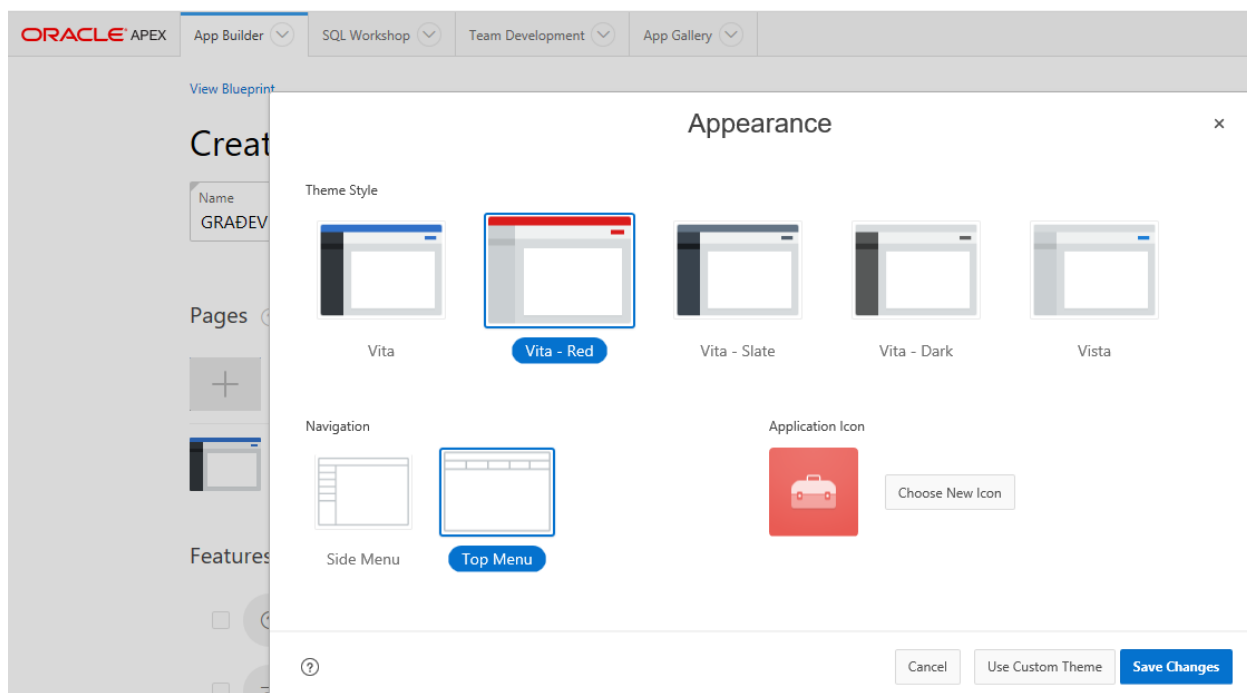 ORACLE APEX App Builder SQL Workshop Team Development App Gallery
View Blueprint
Appearance
×
Creat
Name
GRAĐEV
Theme Style
Vita Vita - Red Vita - Slate Vita - Dark Vista
Pages
Navigation Application Icon
Choose New Icon
Side Menu Top Menu
Features
? Cancel Use Custom Theme Save Changes